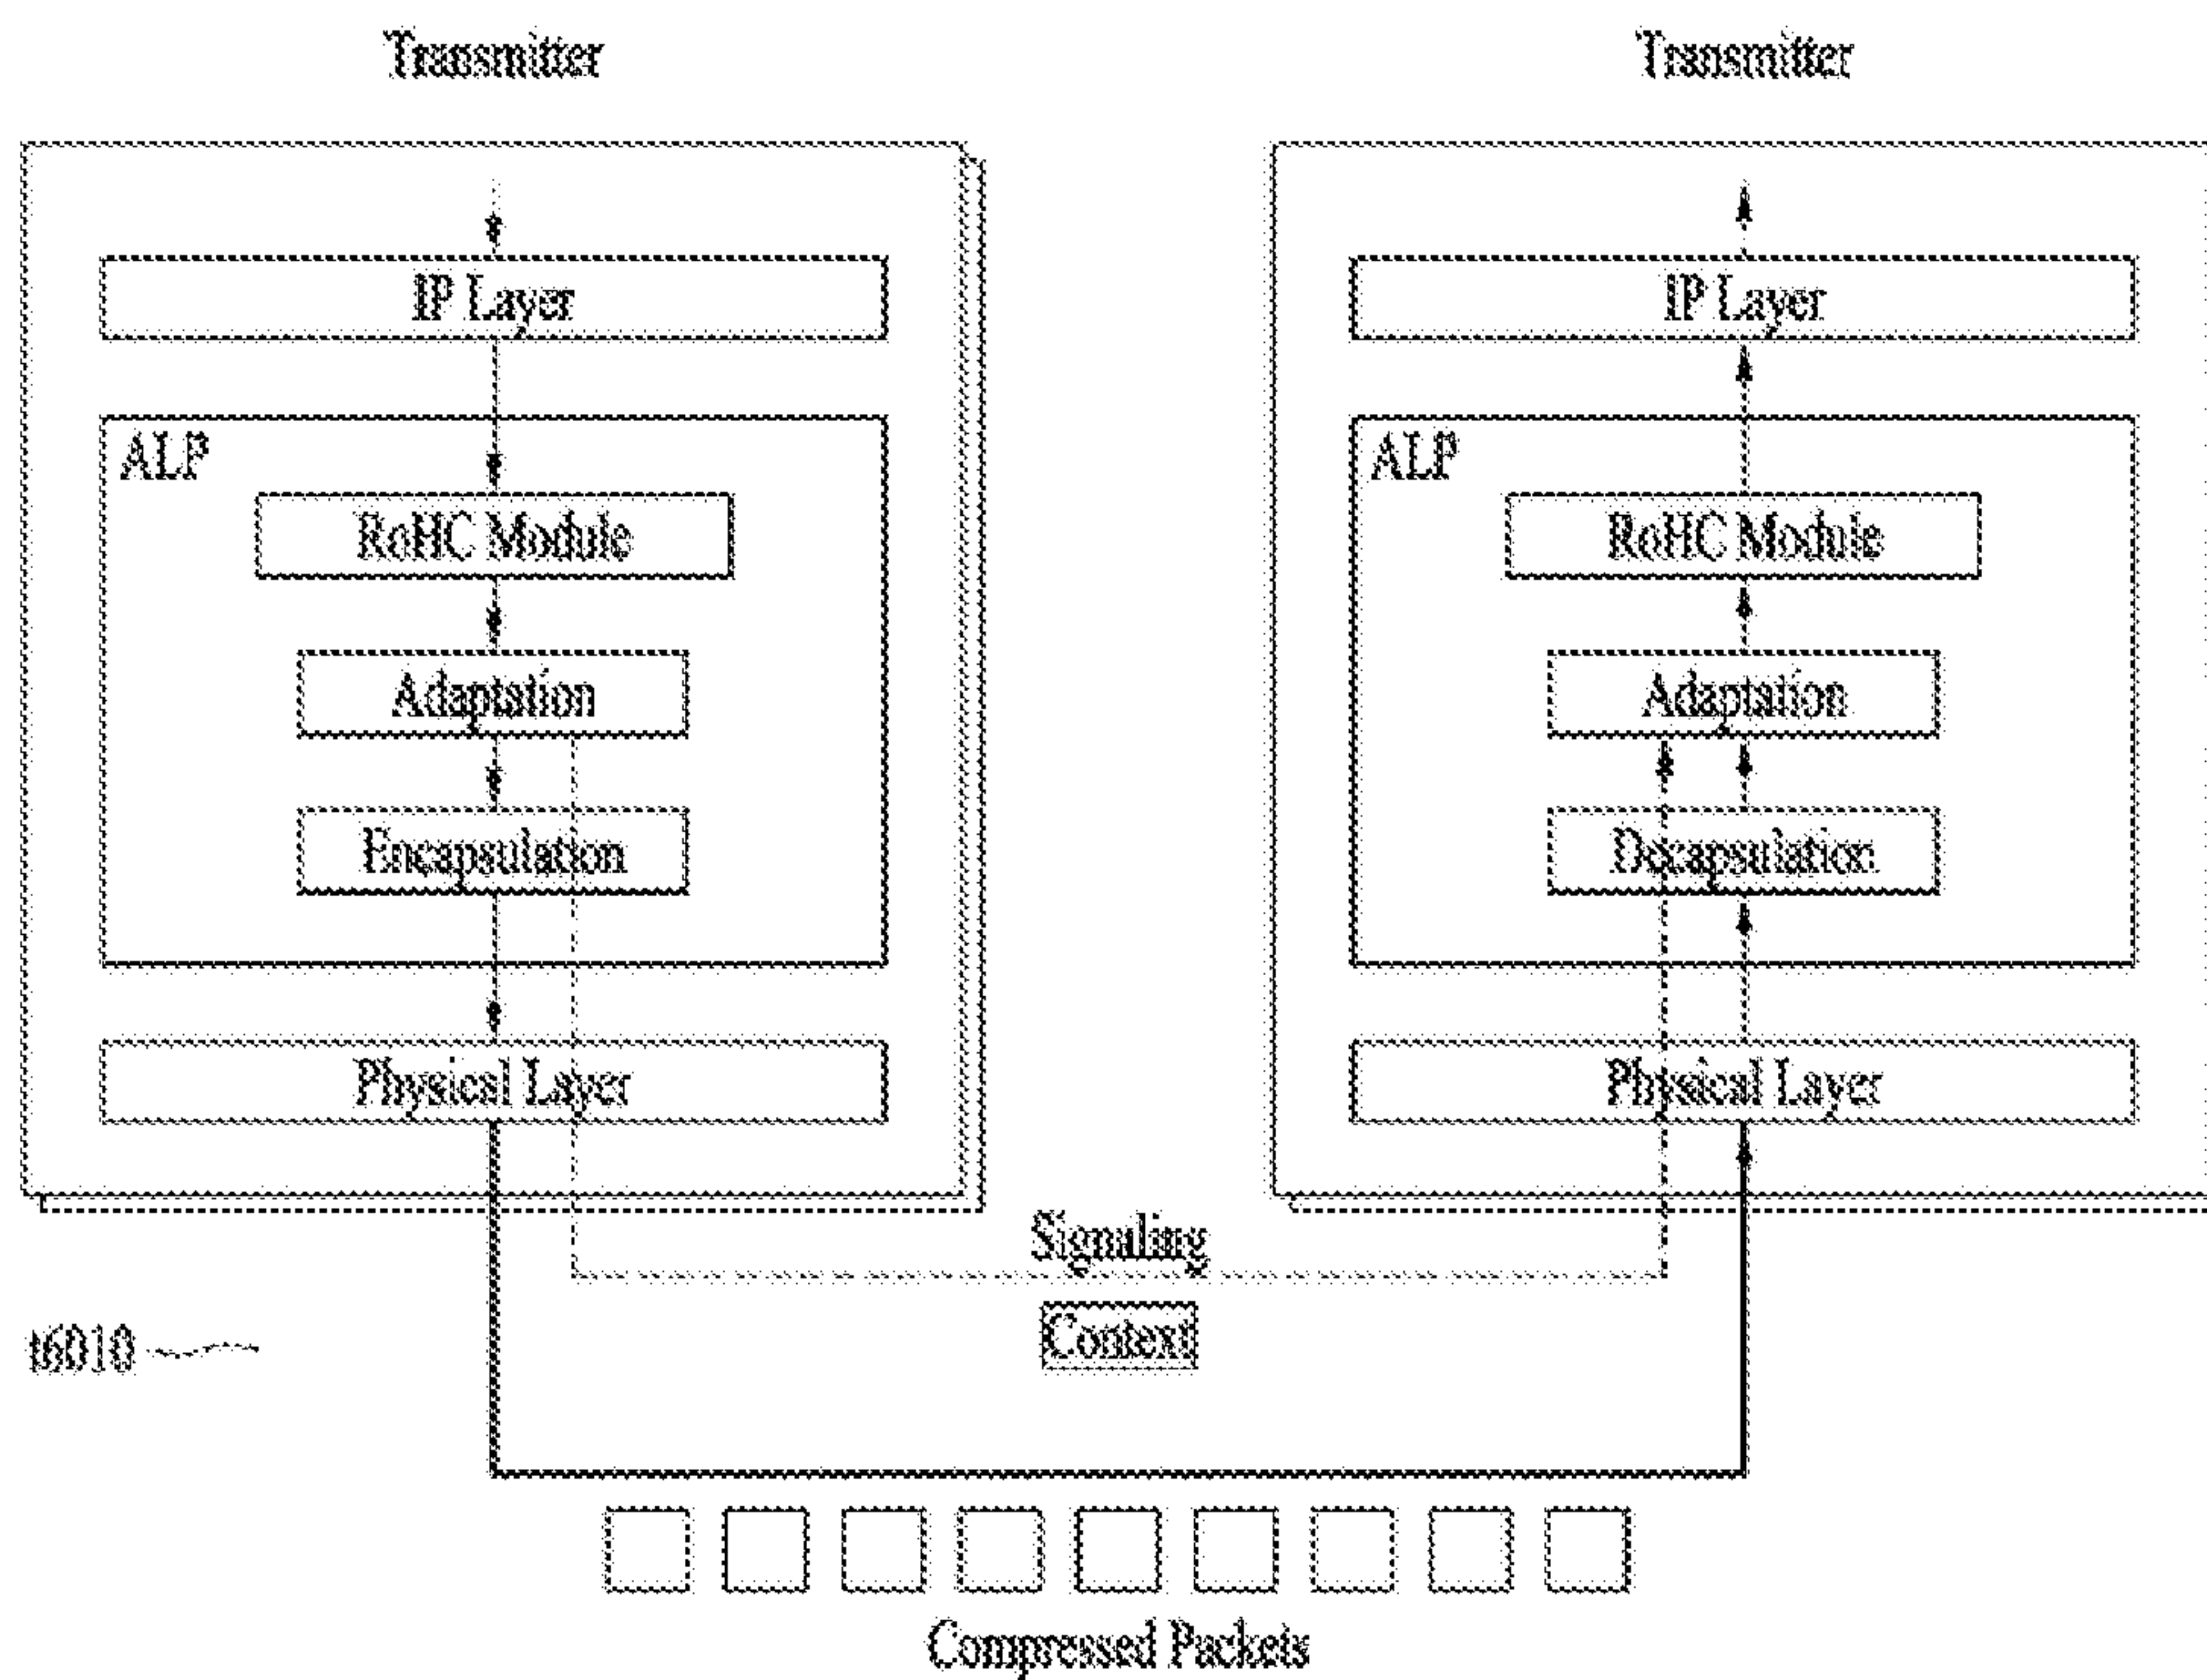 Transmitter
IP Layer
ALP
RoHC Module
Adaptation
Encapsulation
Physical Layer
Transmitter
IP Layer
ALP
RoHC Module
Adaptation
Decapsulation
Physical Layer
Signaling
Context
t6010
Compressed Packets